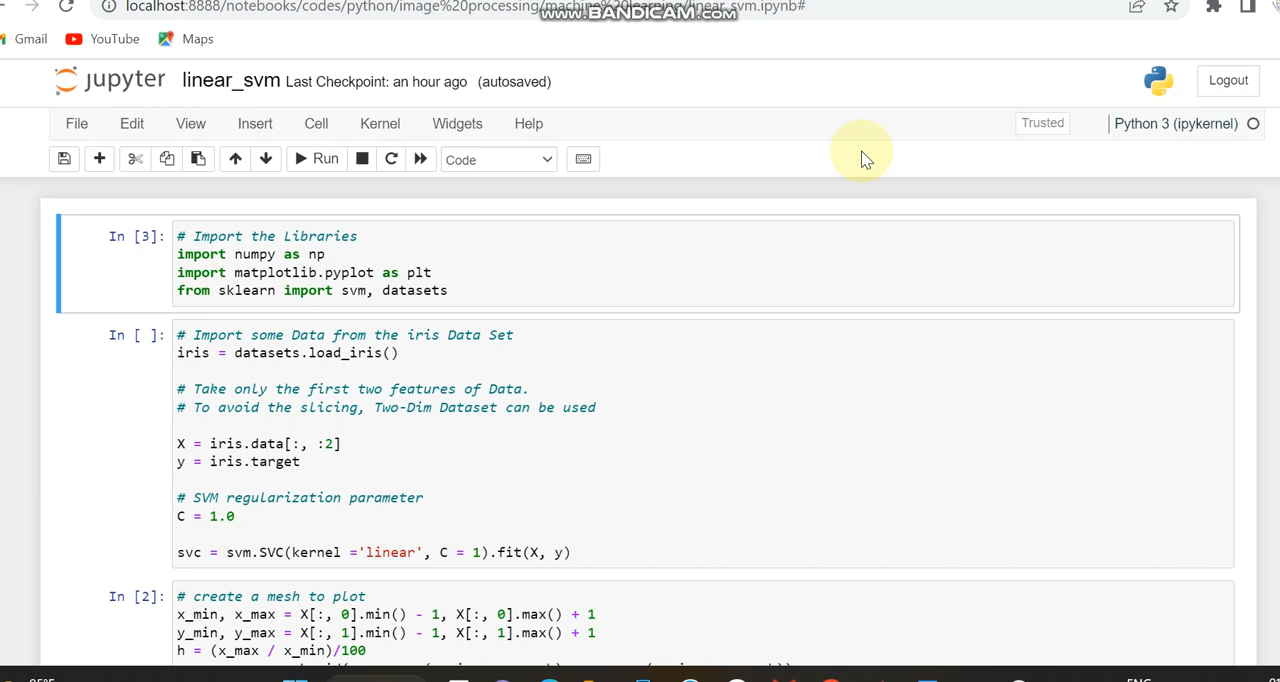 localhost:8888/notebooks/codes/python/image%20processing/machine%20learning/linear_svm.ipynb#
www.BANDICAM.com
Gmail YouTube Maps
jupyter linear_svm Last Checkpoint: an hour ago (autosaved) Logout
File Edit View Insert Cell Kernel Widgets Help Trusted Python 3 (ipykernel)
Run Code
In [3]: # Import the Libraries
import numpy as np
import matplotlib.pyplot as plt
from sklearn import svm, datasets
In [ ]: # Import some Data from the iris Data Set
iris = datasets.load_iris()
# Take only the first two features of Data.
# To avoid the slicing, Two-Dim Dataset can be used
X = iris.data[:, :2]
y = iris.target
# SVM regularization parameter
C = 1.0
svc = svm.SVC(kernel ='linear', C = 1).fit(X, y)
In [2]: # create a mesh to plot
x_min, x_max = X[:, 0].min() - 1, X[:, 0].max() + 1
y_min, y_max = X[:, 1].min() - 1, X[:, 1].max() + 1
h = (x_max / x_min)/100